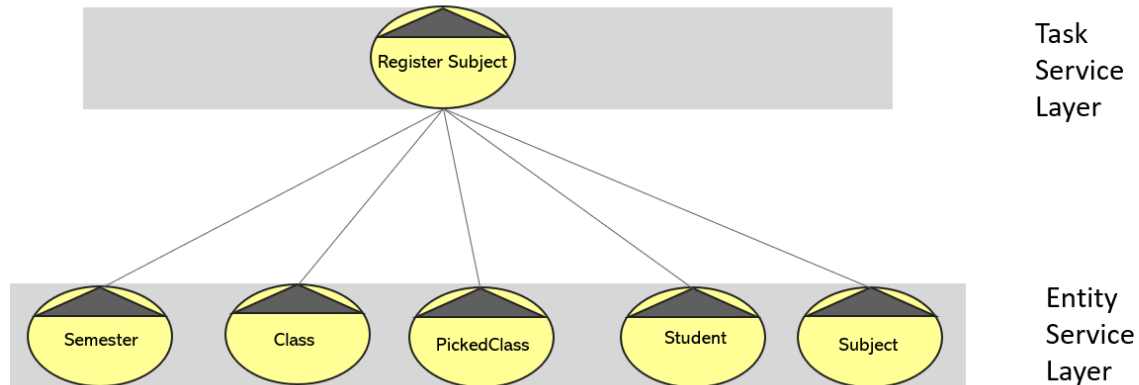 Register Subject
Task
Service
Layer
Semester
Class
PickedClass
Student
Subject
Entity
Service
Layer